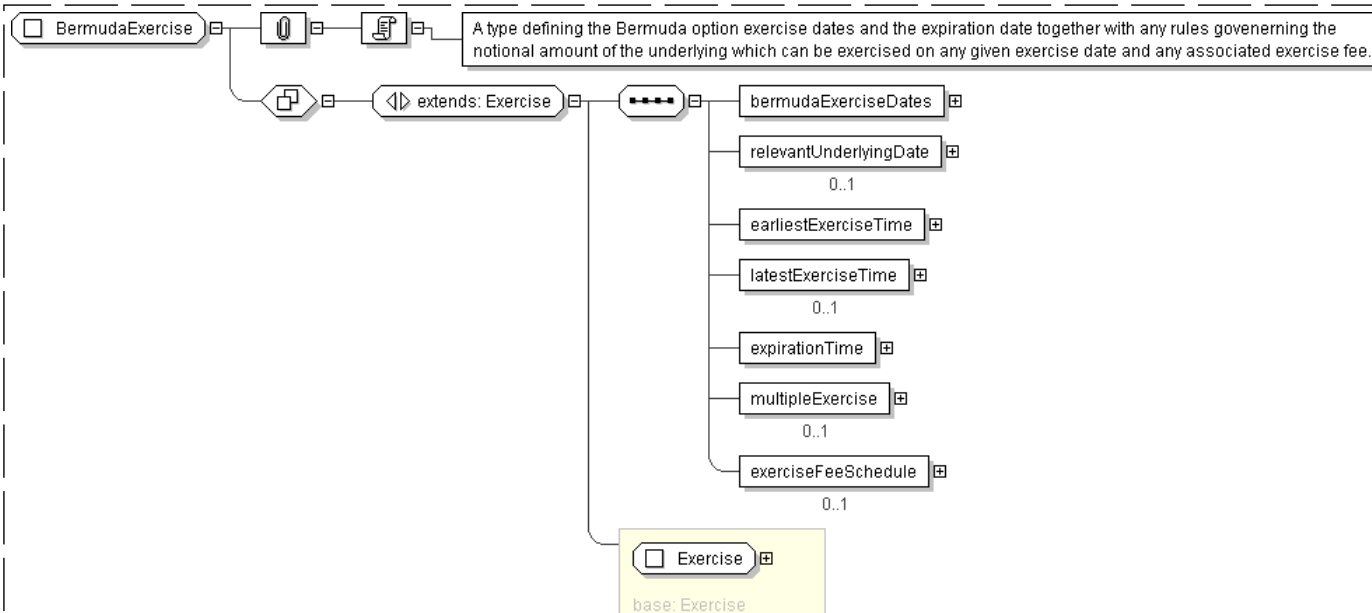 BermudaExercise
A type defining the Bermuda option exercise dates and the expiration date together with any rules govenerning the
notional amount of the underlying which can be exercised on any given exercise date and any associated exercise fee.
extends: Exercise
bermudaExerciseDates
relevantUnderlyingDate
0..1
earliestExerciseTime
latestExerciseTime
0..1
expirationTime
multipleExercise
0..1
exerciseFeeSchedule
0..1
Exercise
base: Exercise